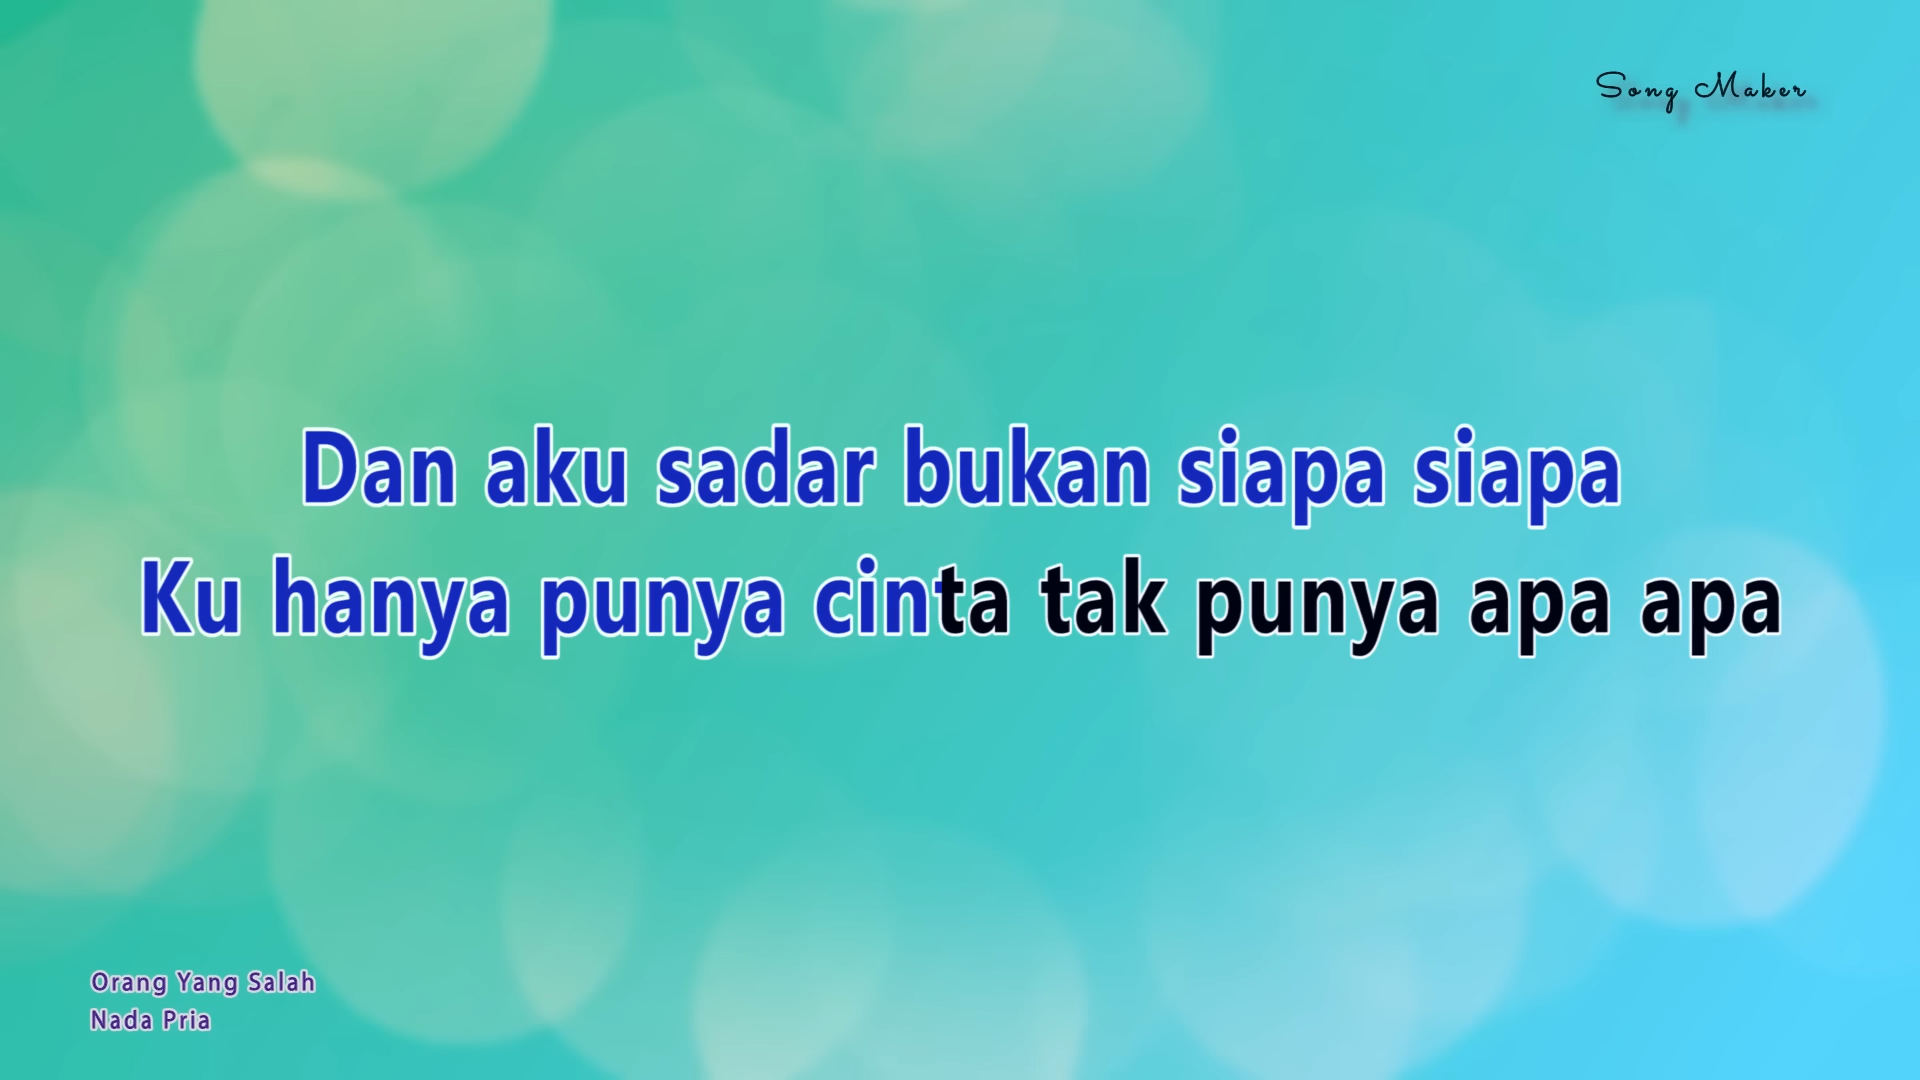 Song Maker
Dan aku sadar bukan siapa siapa
Ku hanya punya cinta tak punya apa apa
Orang Yang Salah
Nada Pria